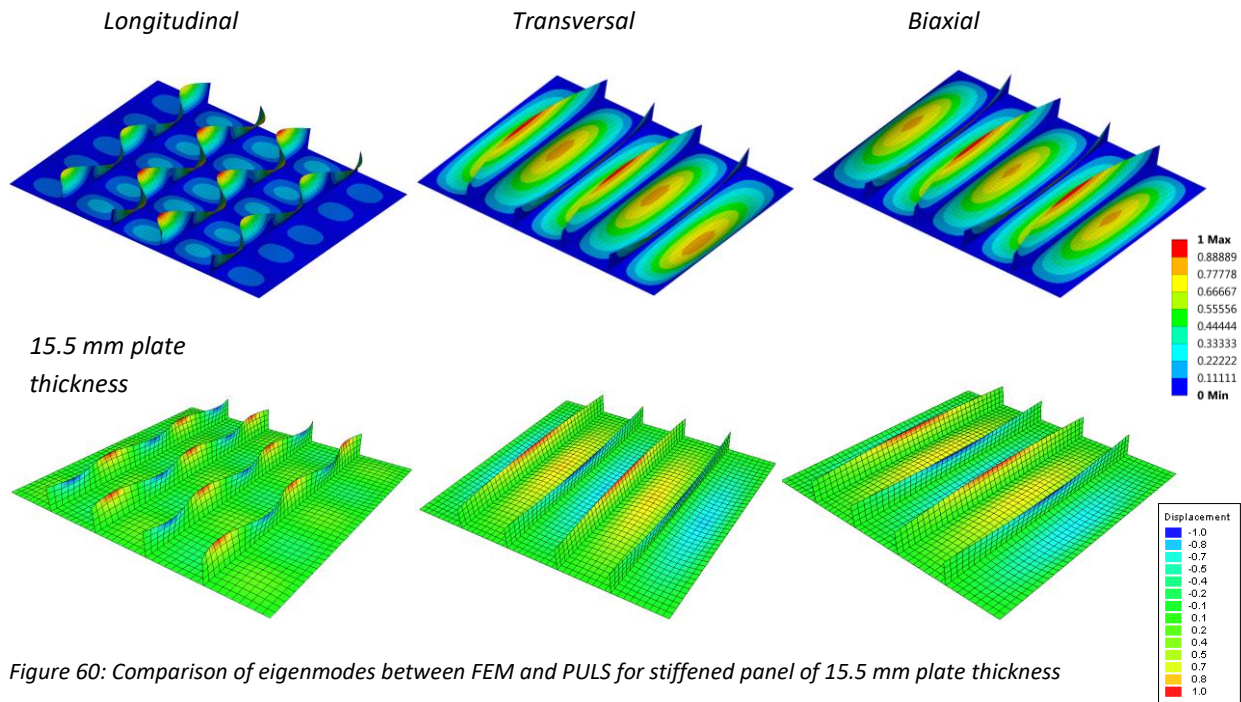 Longitudinal
Transversal
Biaxial
1 Max
0.88889
0.77778
0.66667
0.55556
0.44444
0.33333
0.22222
0.11111
0 Min
15.5 mm plate
thickness
Displacement
-1.0
-0.8
-0.7
-0.5
-0.4
-0.2
-0.1
0.1
0.2
0.4
0.5
0.7
0.8
1.0
Figure 60: Comparison of eigenmodes between FEM and PULS for stiffened panel of 15.5 mm plate thickness